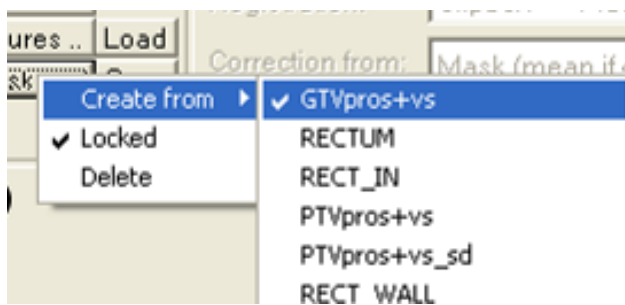 ures .. Load
Correction from: Mask (mean if
sk
Create from GTVpros+vs
Locked RECTUM
Delete RECT_IN
PTVpros+vs
PTVpros+vs_sd
RECT_WALL